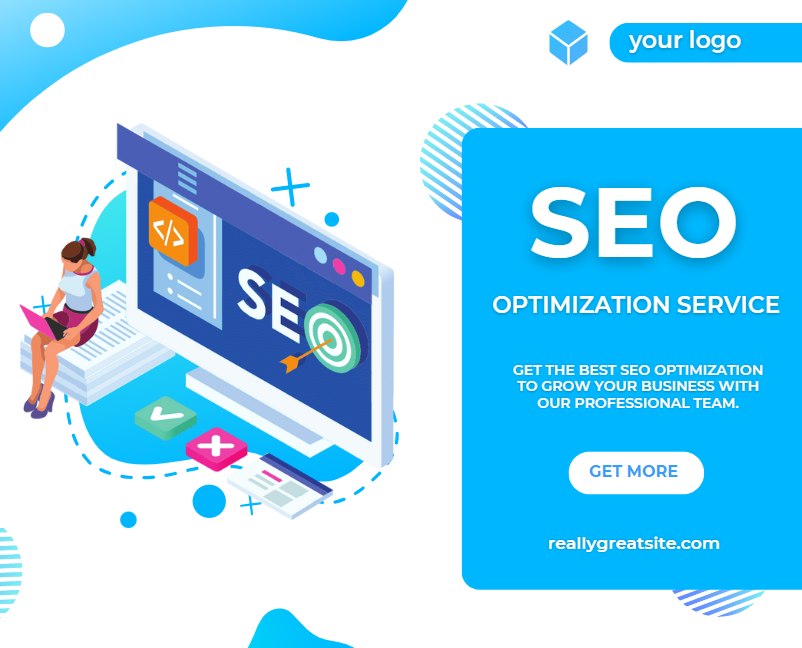 your logo
</>
SE
SEO
OPTIMIZATION SERVICE
GET THE BEST SEO OPTIMIZATION
TO GROW YOUR BUSINESS WITH
OUR PROFESSIONAL TEAM.
GET MORE
reallygreatsite.com